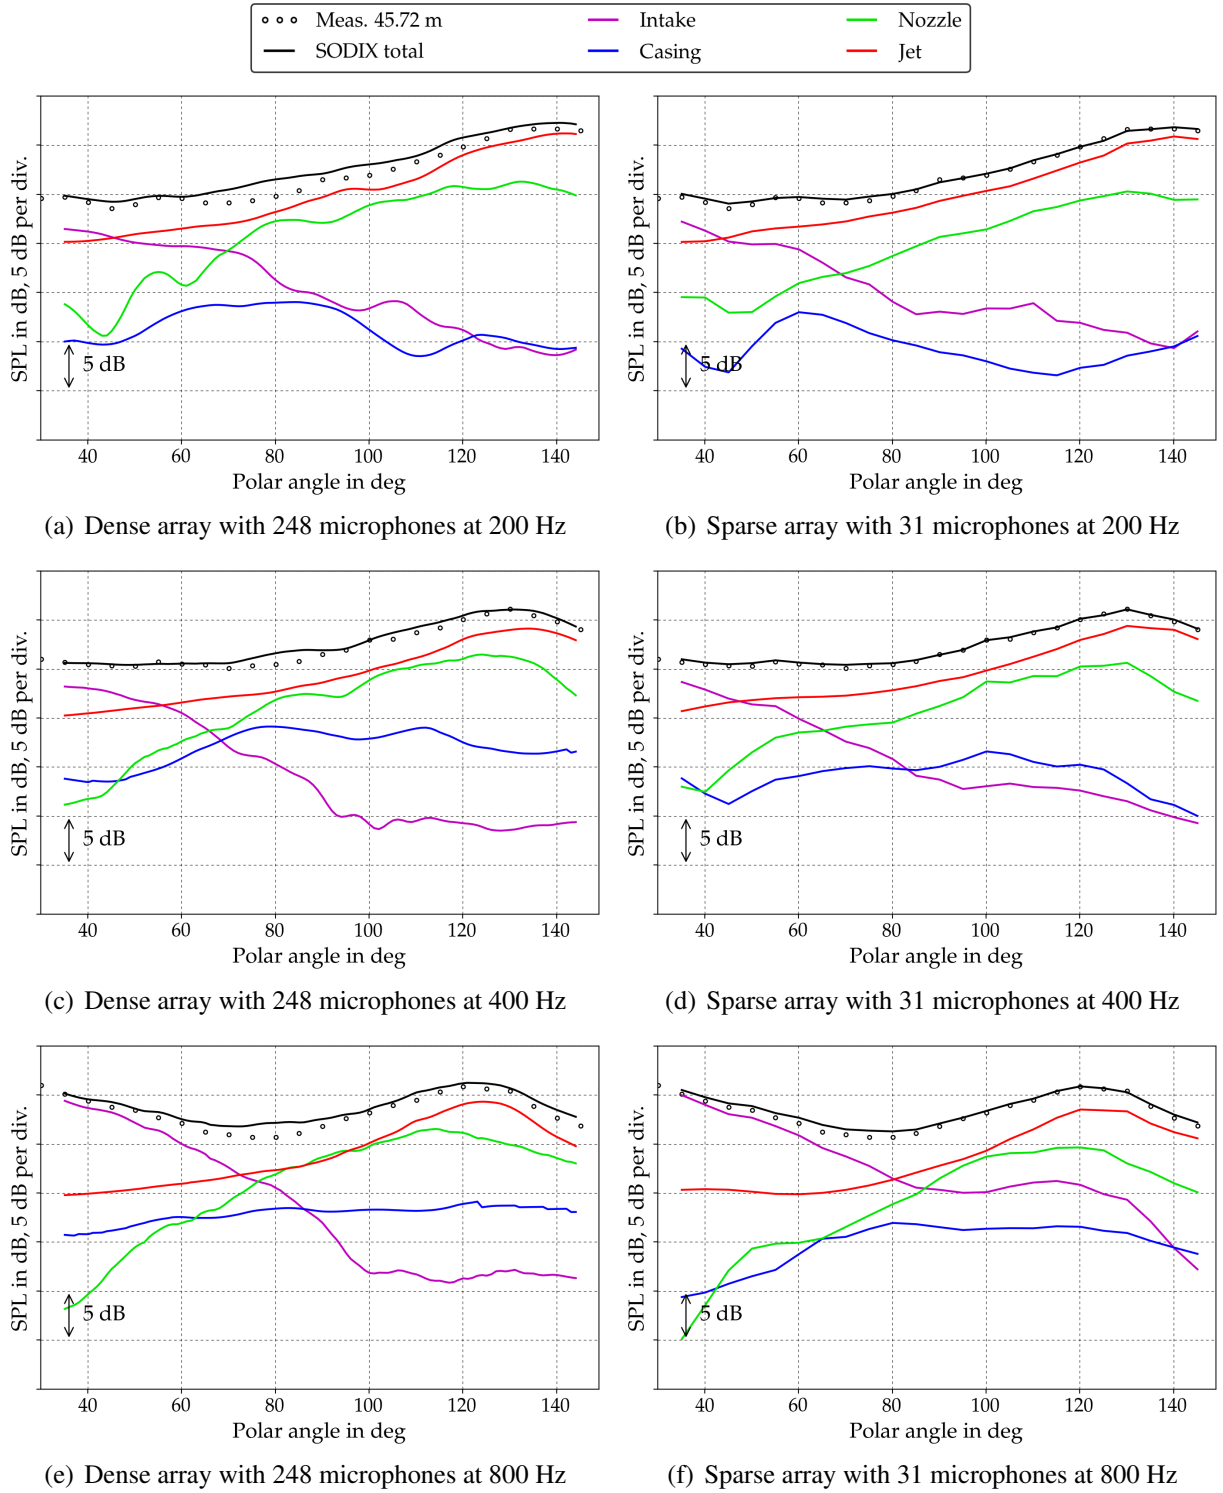 Meas. 45.72 m
SODIX total
Intake
Casing
Nozzle
Jet
SPL in dB, 5 dB per div.
5 dB
40 60 80 100 120 140
Polar angle in deg
(a) Dense array with 248 microphones at 200 Hz
SPL in dB, 5 dB per div.
5 dB
40 60 80 100 120 140
Polar angle in deg
(b) Sparse array with 31 microphones at 200 Hz
SPL in dB, 5 dB per div.
5 dB
40 60 80 100 120 140
Polar angle in deg
(c) Dense array with 248 microphones at 400 Hz
SPL in dB, 5 dB per div.
5 dB
40 60 80 100 120 140
Polar angle in deg
(d) Sparse array with 31 microphones at 400 Hz
SPL in dB, 5 dB per div.
5 dB
40 60 80 100 120 140
Polar angle in deg
(e) Dense array with 248 microphones at 800 Hz
SPL in dB, 5 dB per div.
5 dB
40 60 80 100 120 140
Polar angle in deg
(f) Sparse array with 31 microphones at 800 Hz